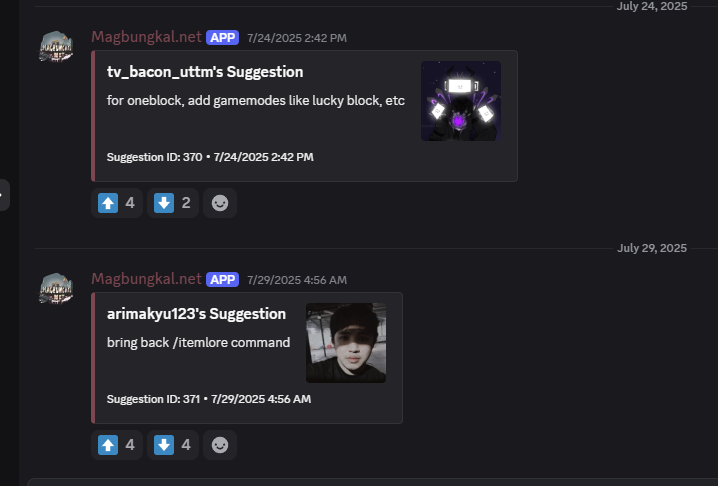 July 24, 2025
Magbungkal.net APP 7/24/2025 2:42 PM
tv_bacon_uttm's Suggestion
for oneblock, add gamemodes like lucky block, etc
Suggestion ID: 370 • 7/24/2025 2:42 PM
4 2
July 29, 2025
Magbungkal.net APP 7/29/2025 4:56 AM
arimakyu123's Suggestion
bring back /itemlore command
Suggestion ID: 371 • 7/29/2025 4:56 AM
4 4